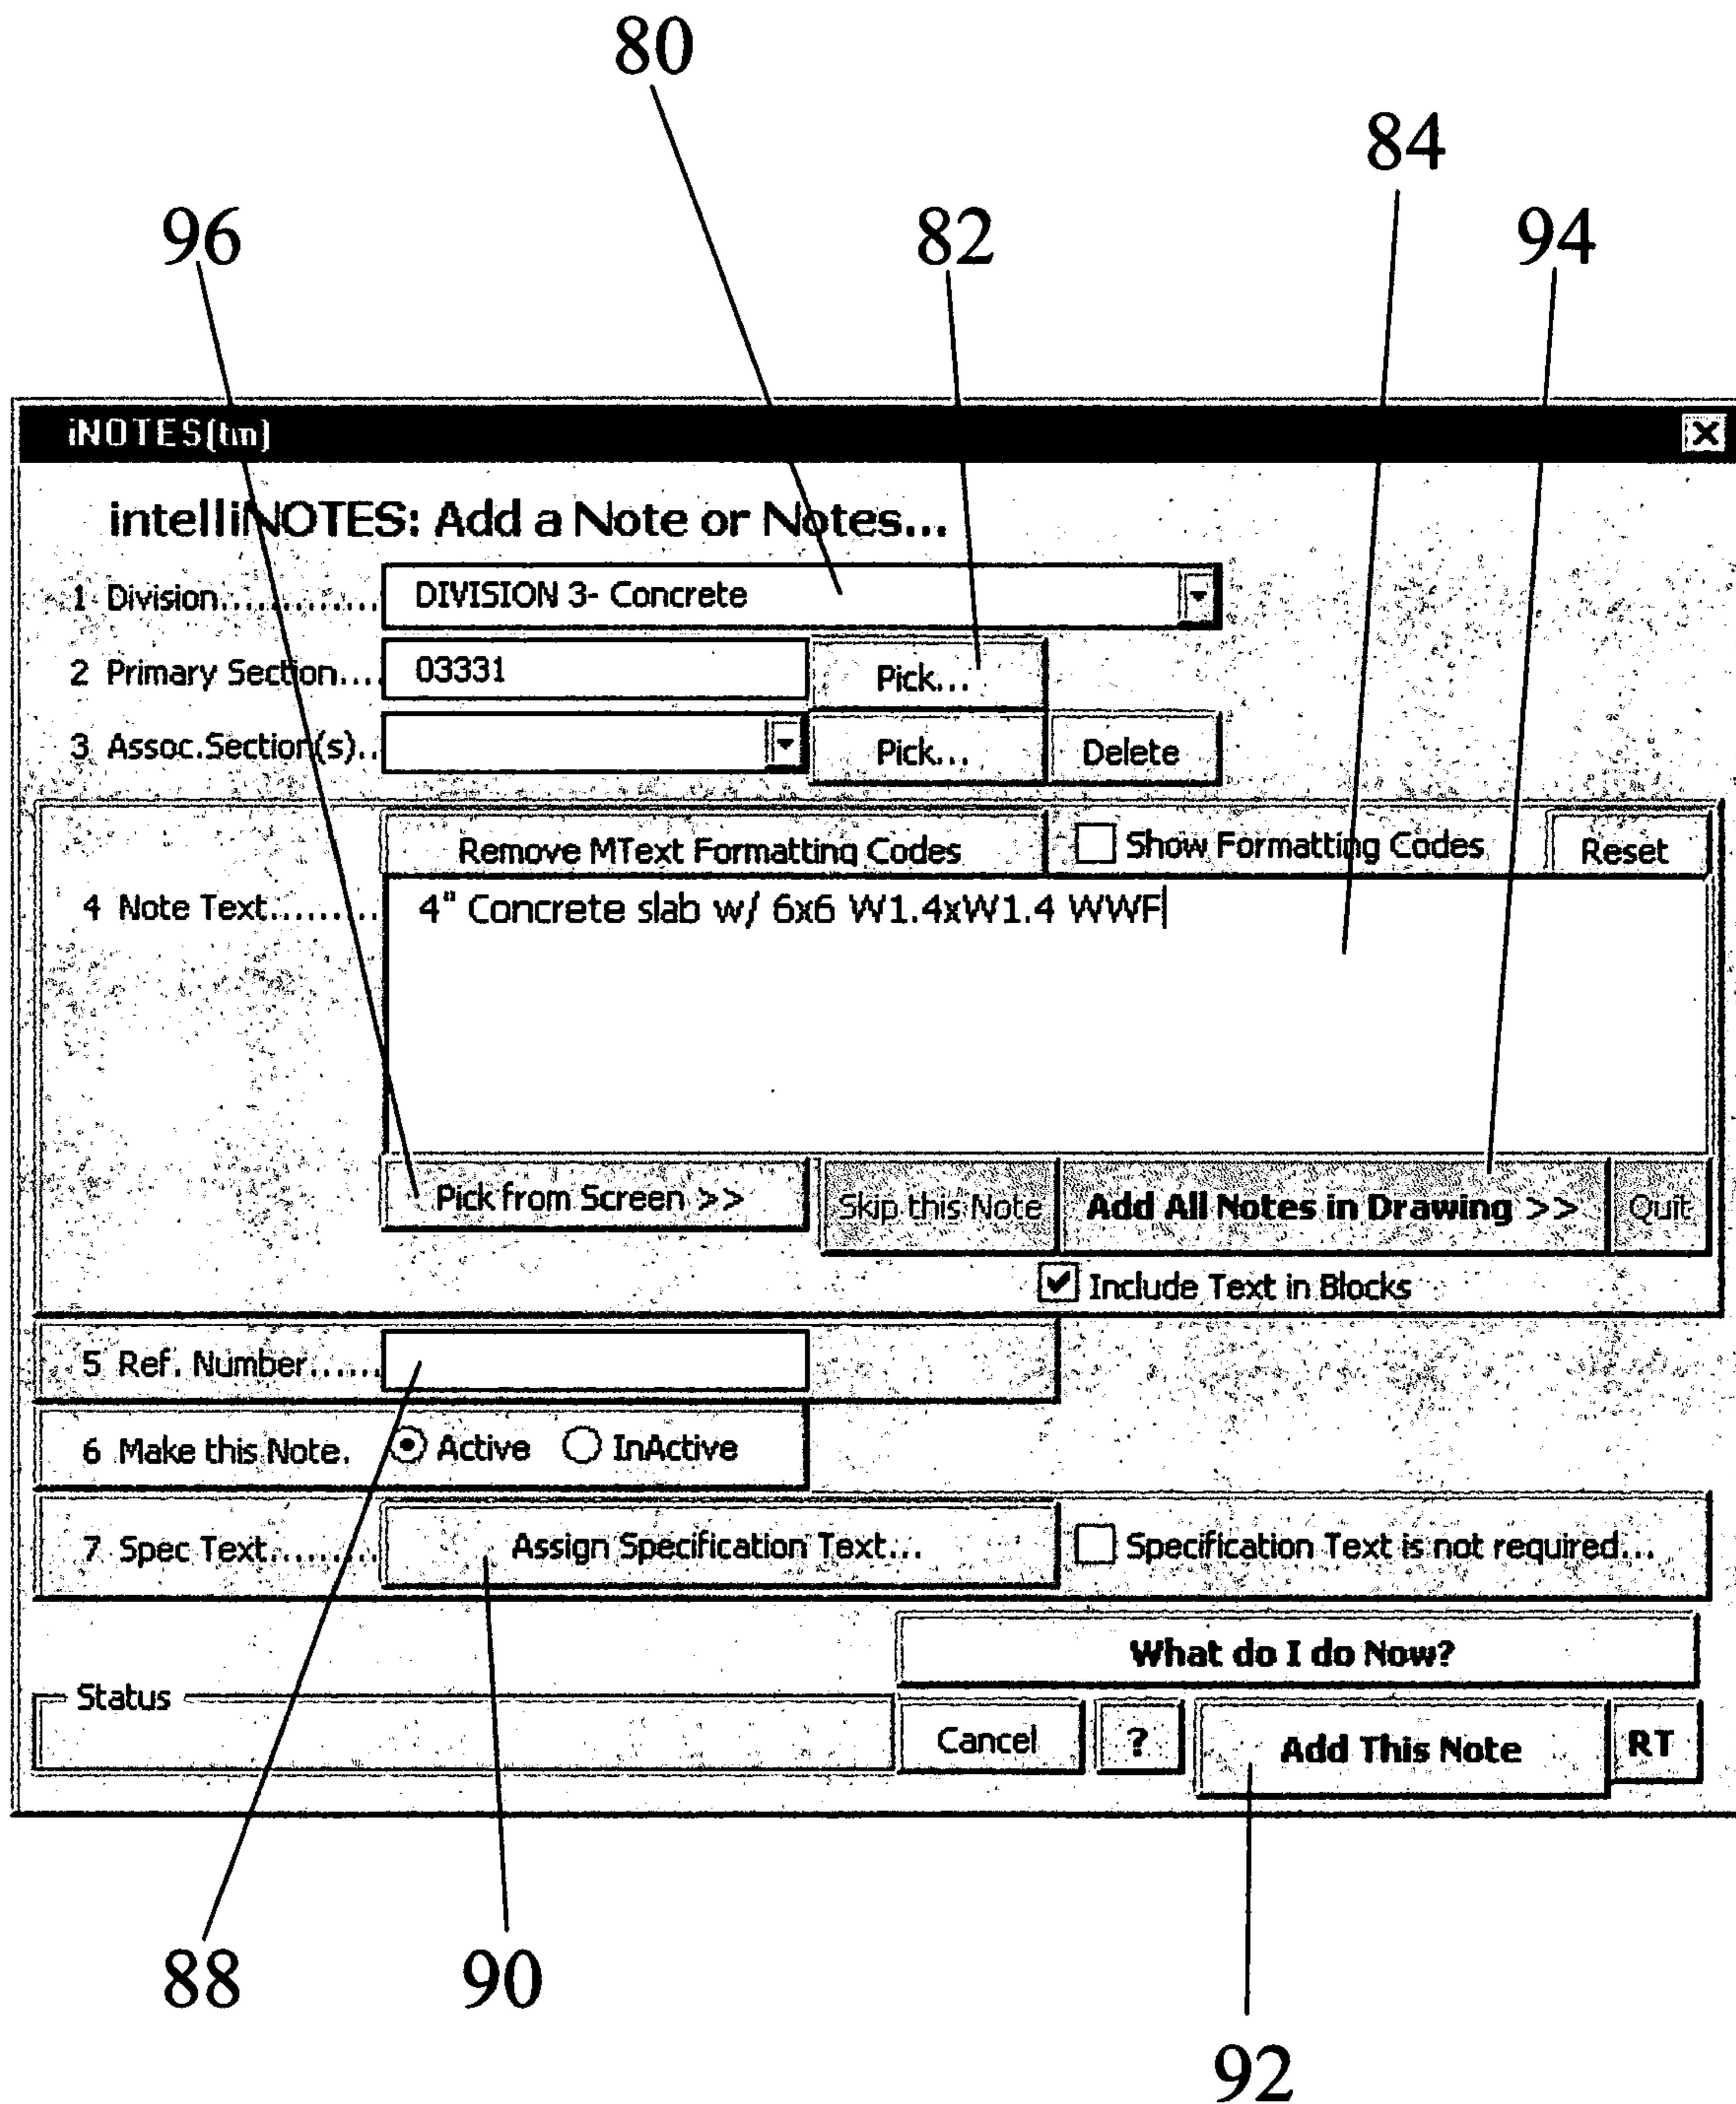 80
84
96 82 94
iNOTES(tm)
intelliNOTES: Add a Note or Notes...
1 Division............. DIVISION 3- Concrete
2 Primary Section.... 03331 Pick...
3 Assoc.Section(s).. Pick... Delete
Remove MText Formatting Codes Show Formatting Codes Reset
4 Note Text......... 4" Concrete slab w/ 6x6 W1.4xW1.4 WWF
Pick from Screen >> Skip this Note Add All Notes in Drawing >> Quit
Include Text in Blocks
5 Ref. Number......
6 Make this Note. Active InActive
7 Spec Text......... Assign Specification Text... Specification Text is not required...
What do I do Now?
Status
Cancel ? Add This Note RT
88 90
92